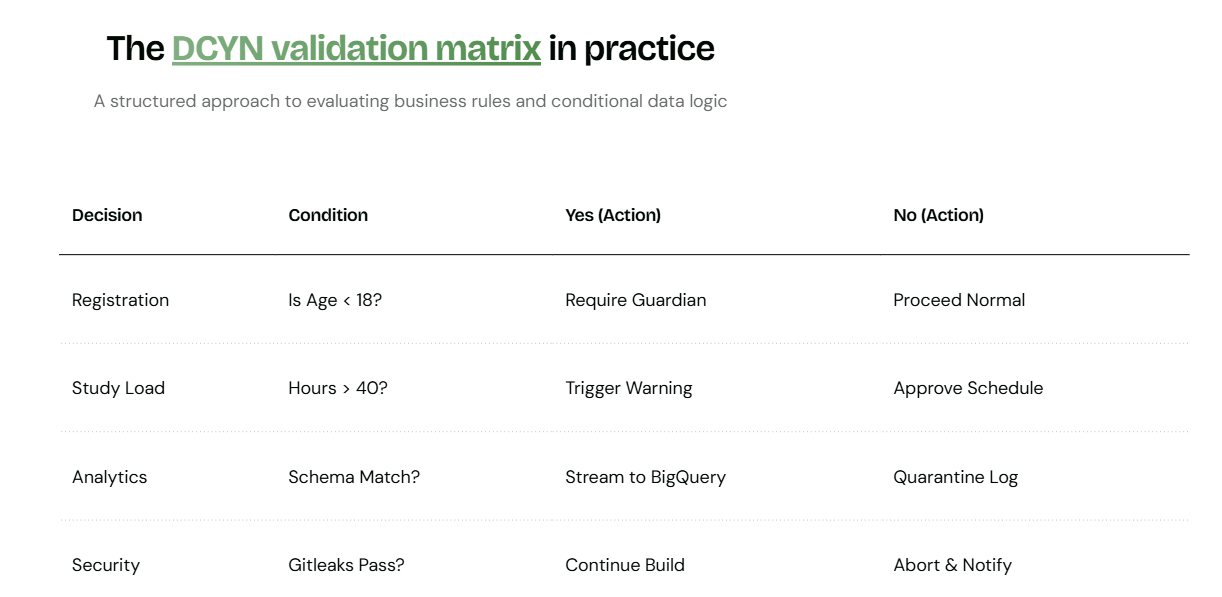 The DCYN validation matrix in practice
A structured approach to evaluating business rules and conditional data logic
Decision Condition Yes (Action) No (Action)
Registration Is Age < 18? Require Guardian Proceed Normal
Study Load Hours > 40? Trigger Warning Approve Schedule
Analytics Schema Match? Stream to BigQuery Quarantine Log
Security Gitleaks Pass? Continue Build Abort & Notify